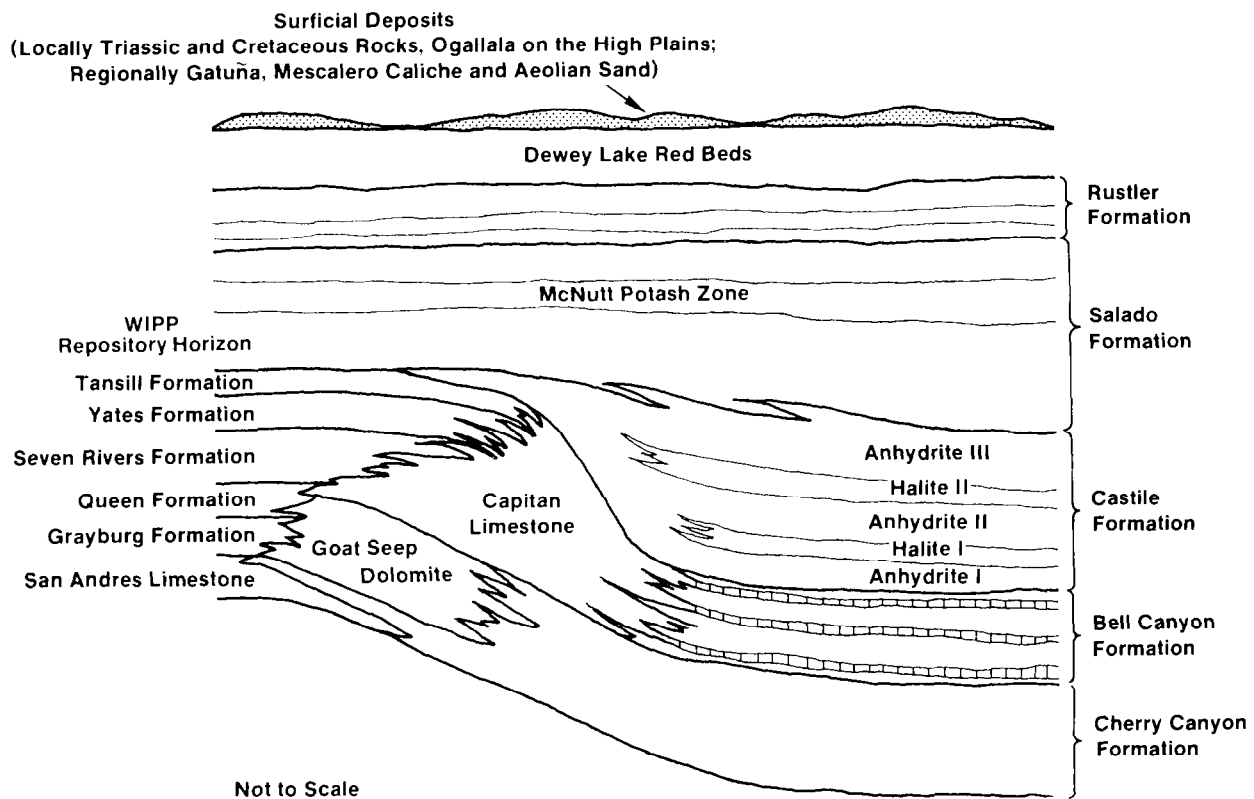 Surficial Deposits
(Locally Triassic and Cretaceous Rocks, Ogallala on the High Plains;
Regionally Gatuña, Mescalero Caliche and Aeolian Sand)
Dewey Lake Red Beds
Rustler
Formation
McNutt Potash Zone
Salado
Formation
WIPP
Repository Horizon
Tansill Formation
Yates Formation
Seven Rivers Formation
Queen Formation
Grayburg Formation
San Andres Limestone
Capitan
Limestone
Goat Seep
Dolomite
Anhydrite III
Halite II
Anhydrite II
Halite I
Anhydrite I
Castile
Formation
Bell Canyon
Formation
Cherry Canyon
Formation
Not to Scale